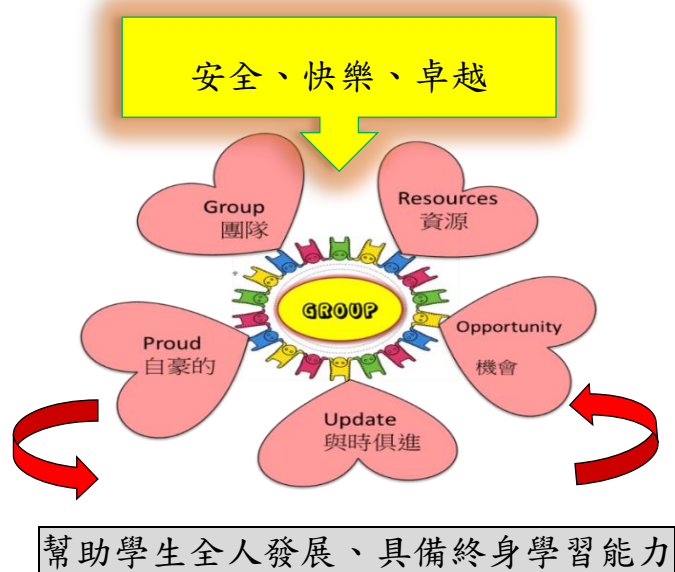 安全、快樂、卓越
Group
團隊
Resources
資源
GROUP
Proud
自豪的
Opportunity
機會
Update
與時俱進
幫助學生全人發展、具備終身學習能力